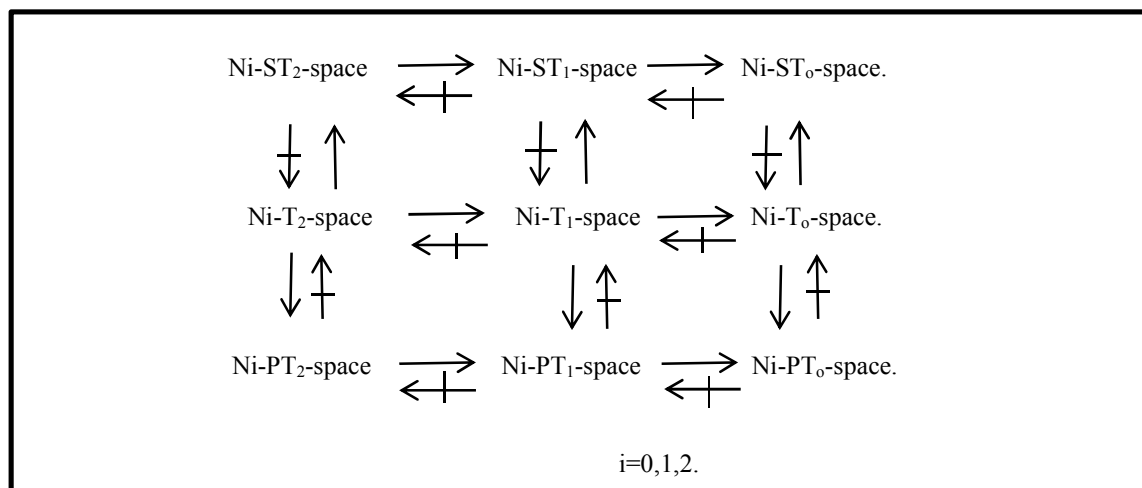 Ni-ST₂-space Ni-ST₁-space Ni-STₒ-space.
Ni-T₂-space Ni-T₁-space Ni-Tₒ-space.
Ni-PT₂-space Ni-PT₁-space Ni-PTₒ-space.
i=0,1,2.